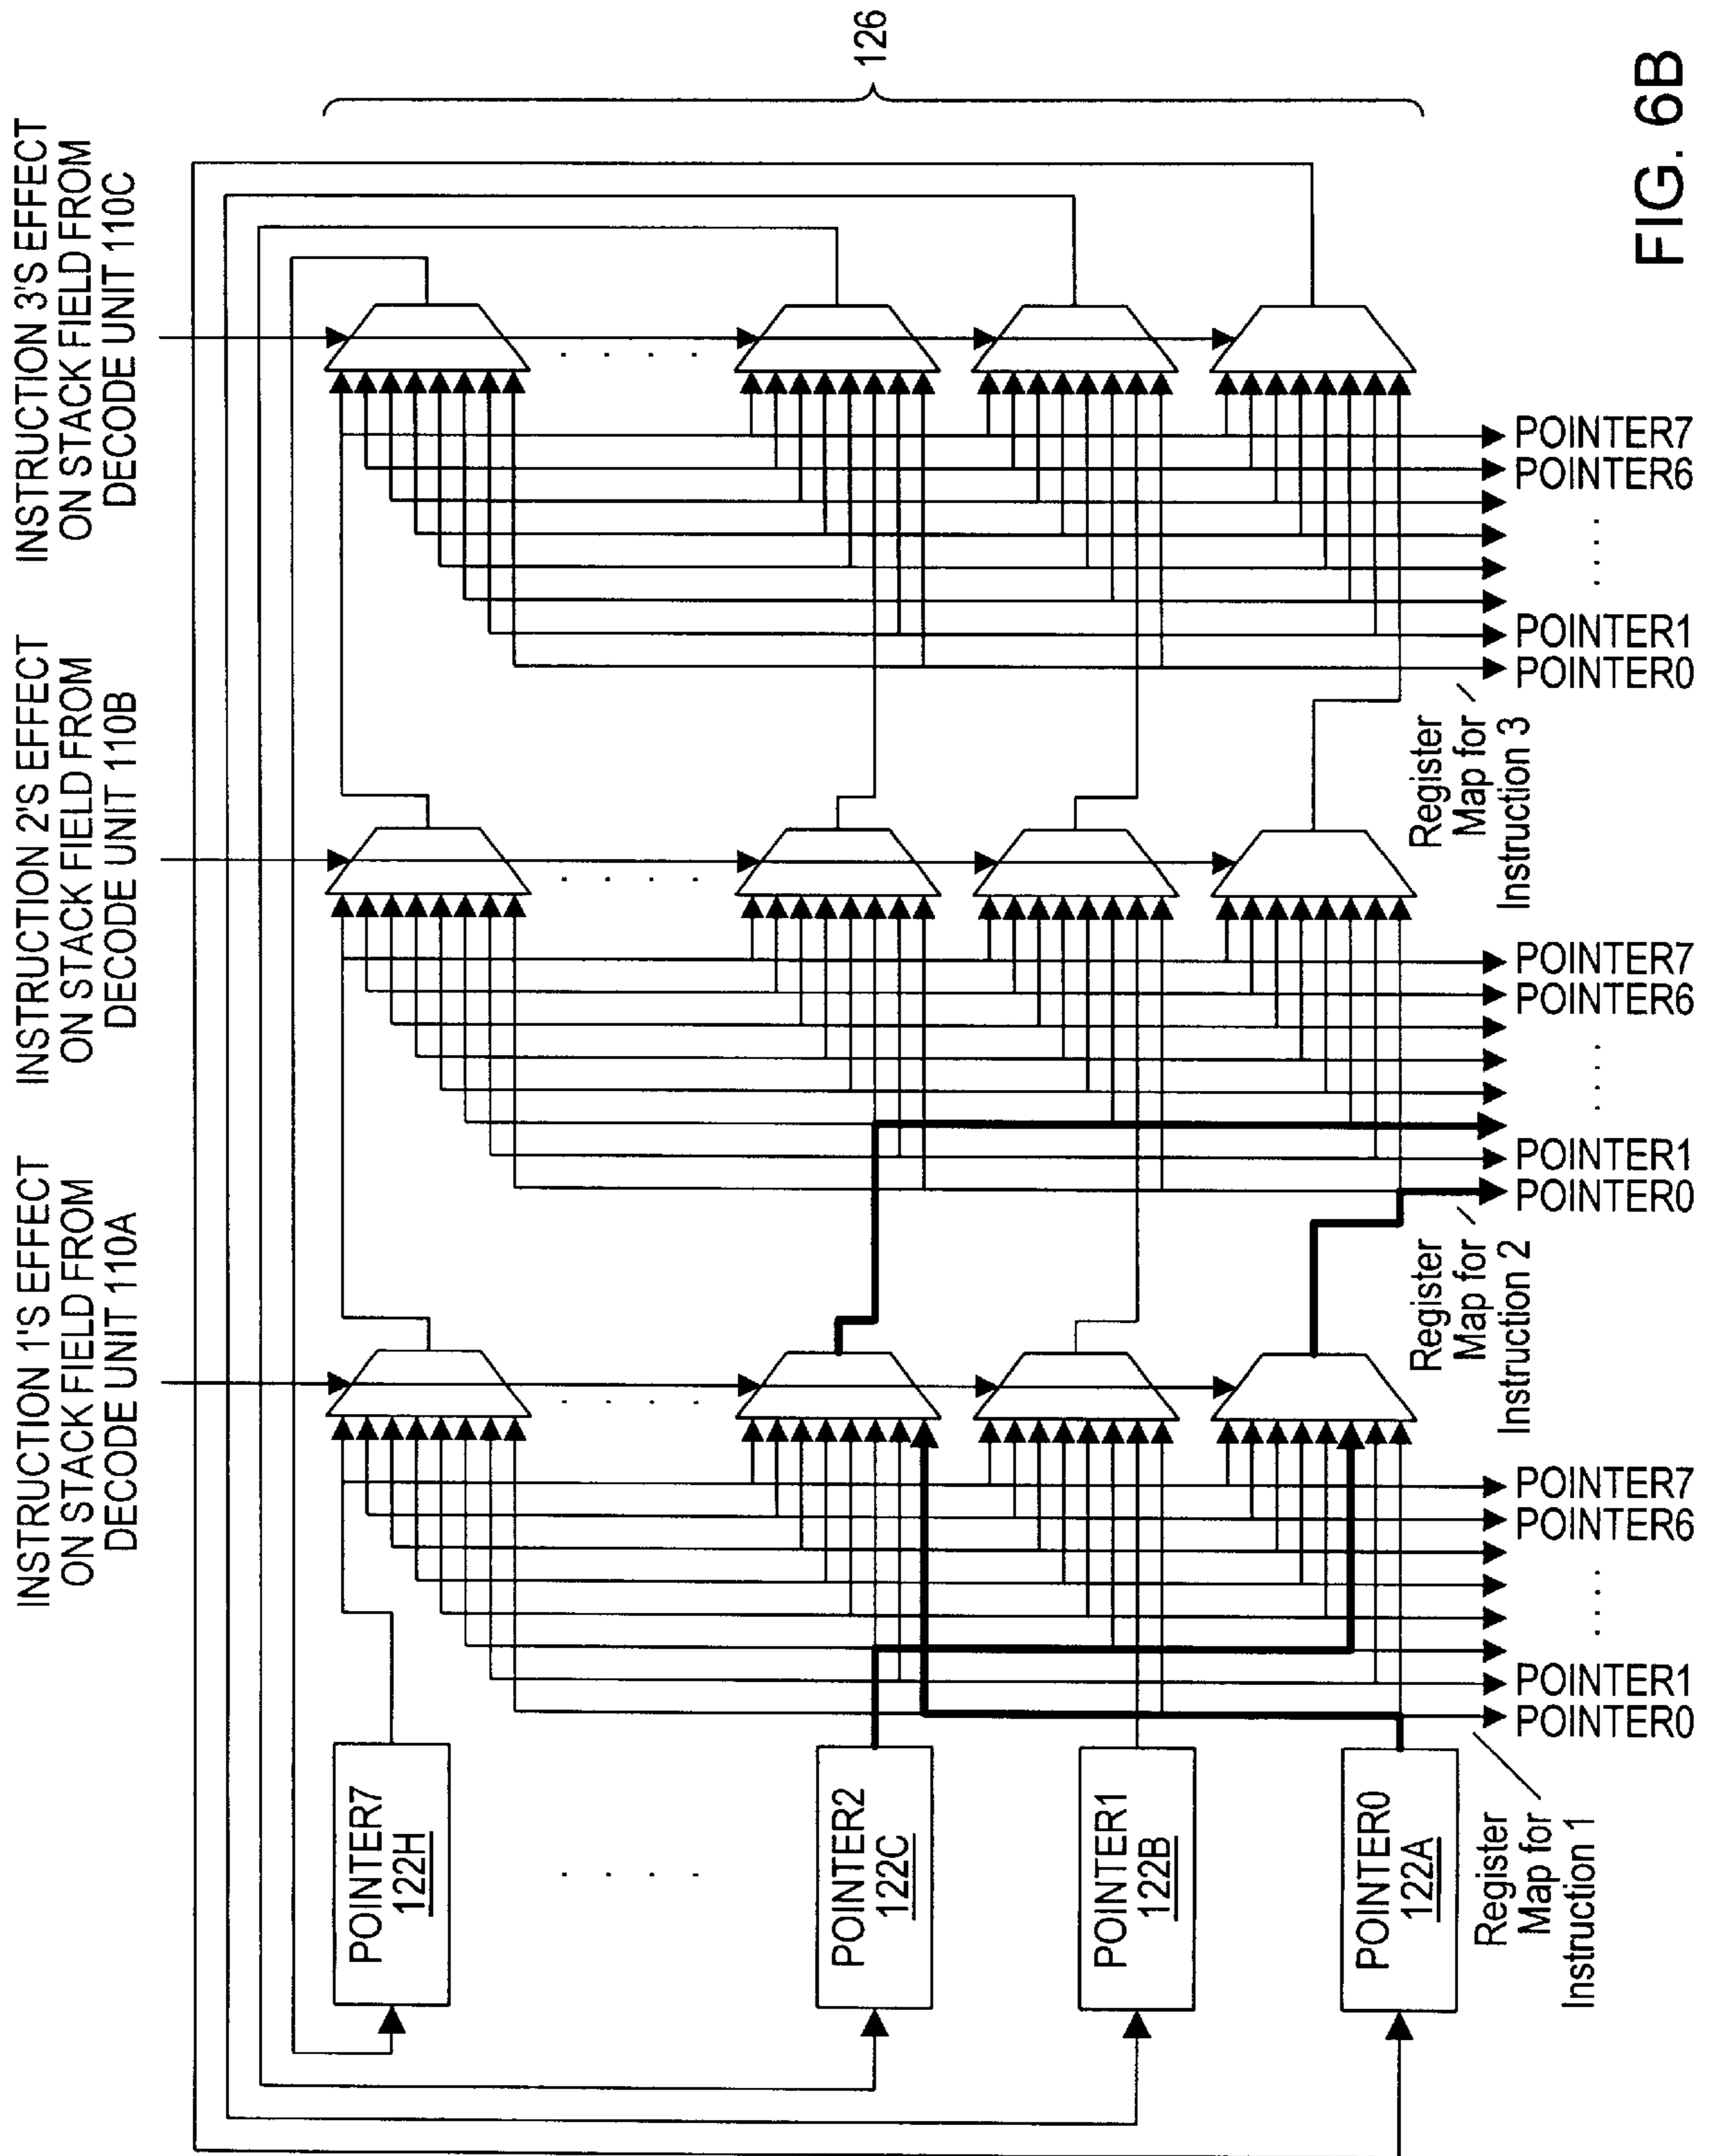 INSTRUCTION 1'S EFFECT
ON STACK FIELD FROM
DECODE UNIT 110A
INSTRUCTION 2'S EFFECT
ON STACK FIELD FROM
DECODE UNIT 110B
INSTRUCTION 3'S EFFECT
ON STACK FIELD FROM
DECODE UNIT 110C
126
POINTER7
122H
. . . .
. . . .
. . . .
. . . .
POINTER2
122C
POINTER1
122B
POINTER0
122A
Register
Map for
Instruction 1
POINTER0
POINTER1
. . . .
POINTER6
POINTER7
Register
Map for
Instruction 2
POINTER0
POINTER1
. . . .
POINTER6
POINTER7
Register
Map for
Instruction 3
POINTER0
POINTER1
. . . .
POINTER6
POINTER7
FIG. 6B